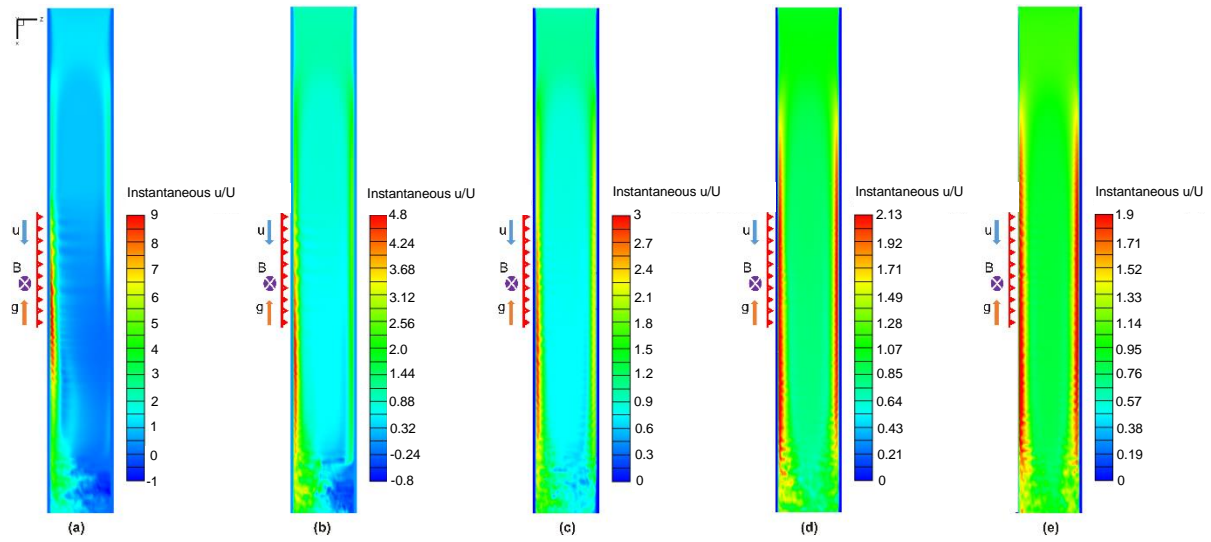 z
x
Instantaneous u/U
9
8
7
6
5
4
3
2
1
0
-1
u
B
g
(a)
Instantaneous u/U
4.8
4.24
3.68
3.12
2.56
2.0
1.44
0.88
0.32
-0.24
-0.8
u
B
g
(b)
Instantaneous u/U
3
2.7
2.4
2.1
1.8
1.5
1.2
0.9
0.6
0.3
0
u
B
g
(c)
Instantaneous u/U
2.13
1.92
1.71
1.49
1.28
1.07
0.85
0.64
0.43
0.21
0
u
B
g
(d)
Instantaneous u/U
1.9
1.71
1.52
1.33
1.14
0.95
0.76
0.57
0.38
0.19
0
u
B
g
(e)